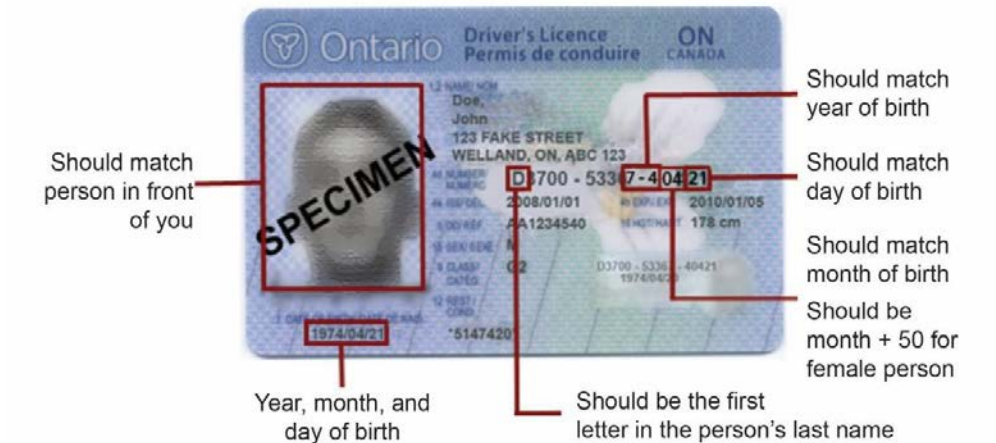 Ontario
Driver's Licence
Permis de conduire
ON
CANADA
Doe,
John
123 FAKE STREET
WELLAND, ON, ABC 123
D3700 - 533 7-4 04 21
2008/01/01
2010/01/05
AA1234540
178 cm
M
G2
D3700 - 40421
*5147420*
1974/04/21
SPECIMEN
Should match
person in front
of you
Should match
year of birth
Should match
day of birth
Should match
month of birth
Should be
month + 50 for
female person
Year, month, and
day of birth
Should be the first
letter in the person's last name